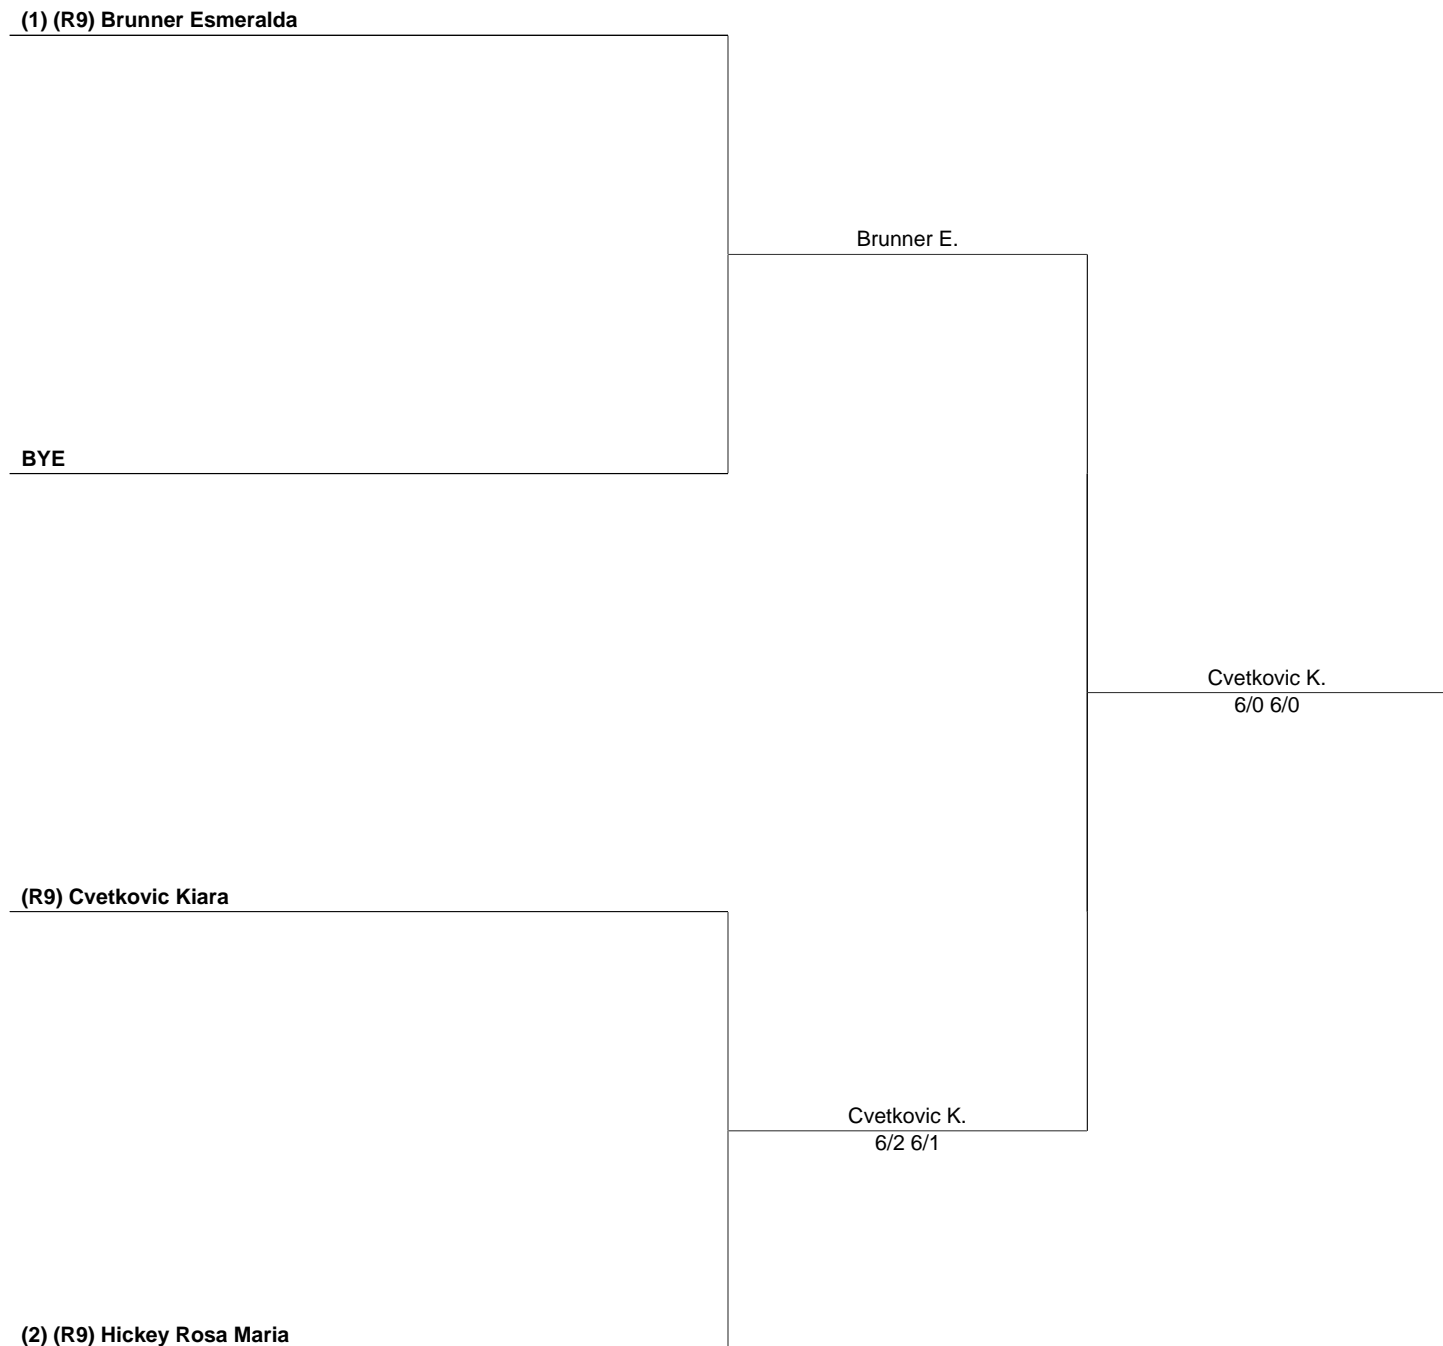 (1) (R9) Brunner Esmeralda
Brunner E.
BYE
Cvetkovic K.
6/0 6/0
(R9) Cvetkovic Kiara
Cvetkovic K.
6/2 6/1
(2) (R9) Hickey Rosa Maria